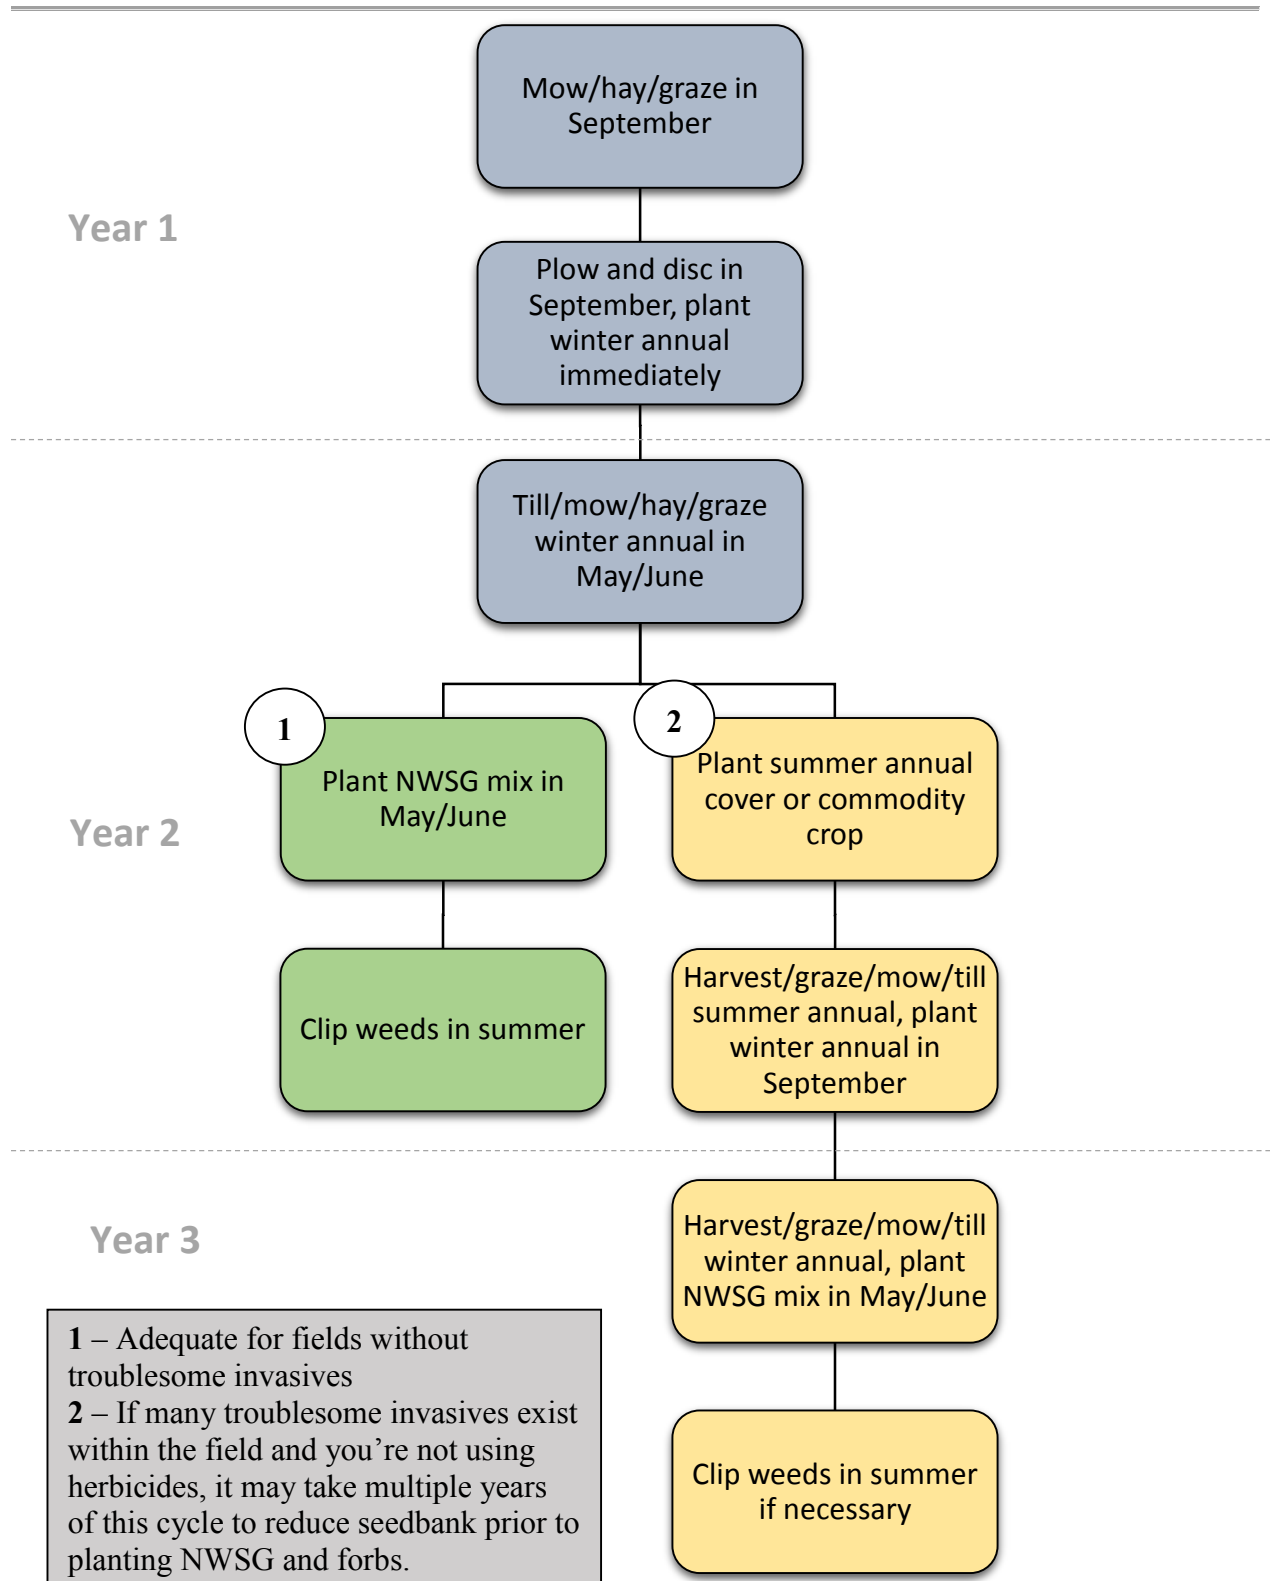 Mow/hay/graze in
September
Year 1
Plow and disc in
September, plant
winter annual
immediately
Till/mow/hay/graze
winter annual in
May/June
1
2
Plant NWSG mix in
May/June
Plant summer annual
cover or commodity
crop
Year 2
Clip weeds in summer
Harvest/graze/mow/till
summer annual, plant
winter annual in
September
Year 3
Harvest/graze/mow/till
winter annual, plant
NWSG mix in May/June
1 – Adequate for fields without
troublesome invasives
2 – If many troublesome invasives exist
within the field and you’re not using
herbicides, it may take multiple years
of this cycle to reduce seedbank prior to
planting NWSG and forbs.
Clip weeds in summer
if necessary